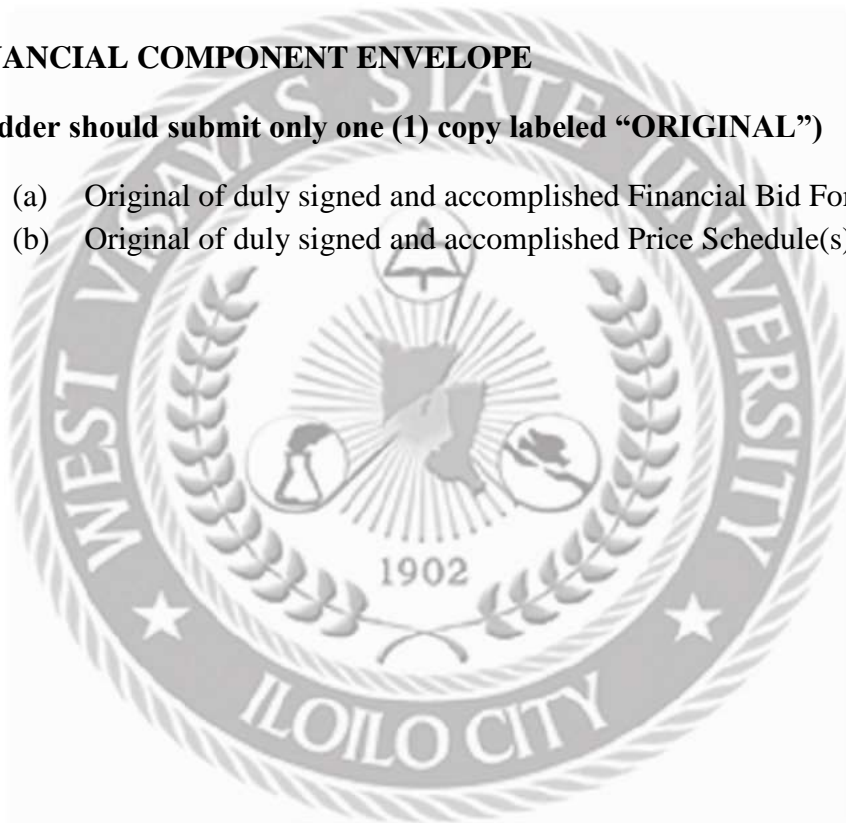 NANCIAL COMPONENT ENVELOPE
dder should submit only one (1) copy labeled “ORIGINAL”)
(a) Original of duly signed and accomplished Financial Bid For
(b) Original of duly signed and accomplished Price Schedule(s)
WEST VISAYAS STATE UNIVERSITY
1902
ILOILO CITY